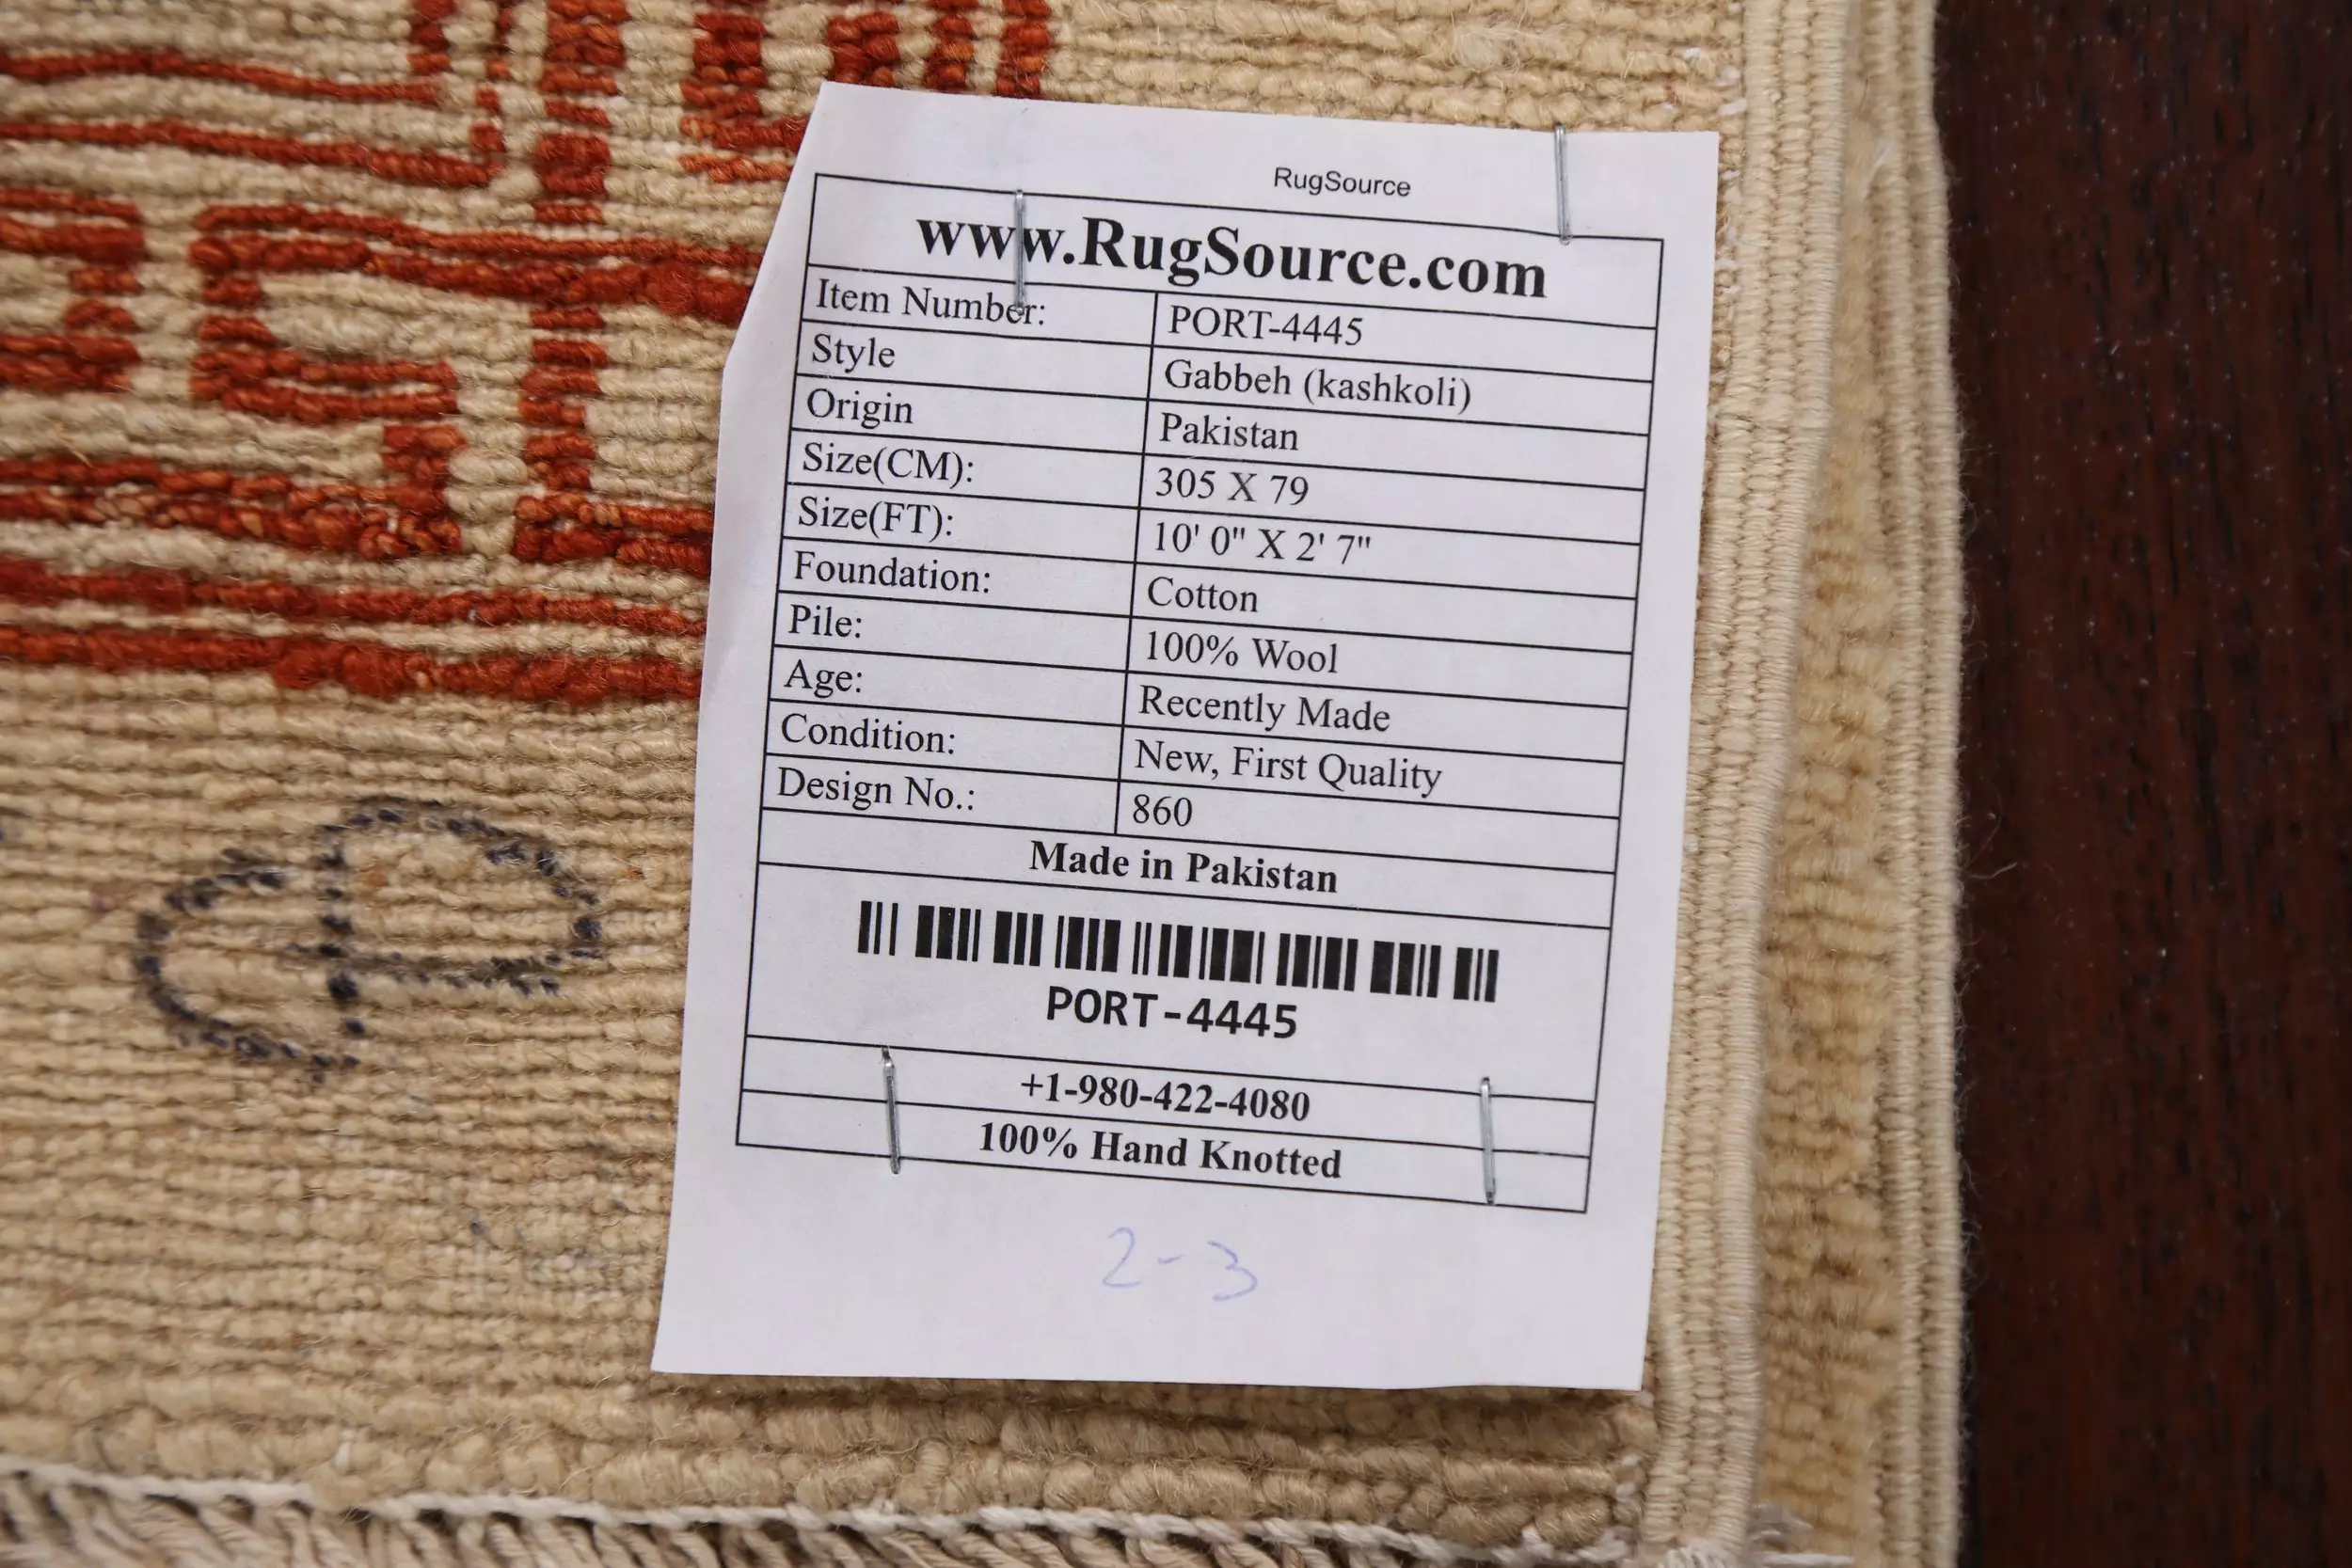 RugSource
www.RugSource.com
Item Number: PORT-4445
Style Gabbeh (kashkoli)
Origin Pakistan
Size(CM): 305 X 79
Size(FT): 10' 0" X 2' 7"
Foundation: Cotton
Pile: 100% Wool
Age: Recently Made
Condition: New, First Quality
Design No.: 860
Made in Pakistan
PORT-4445
+1-980-422-4080
100% Hand Knotted
2-3